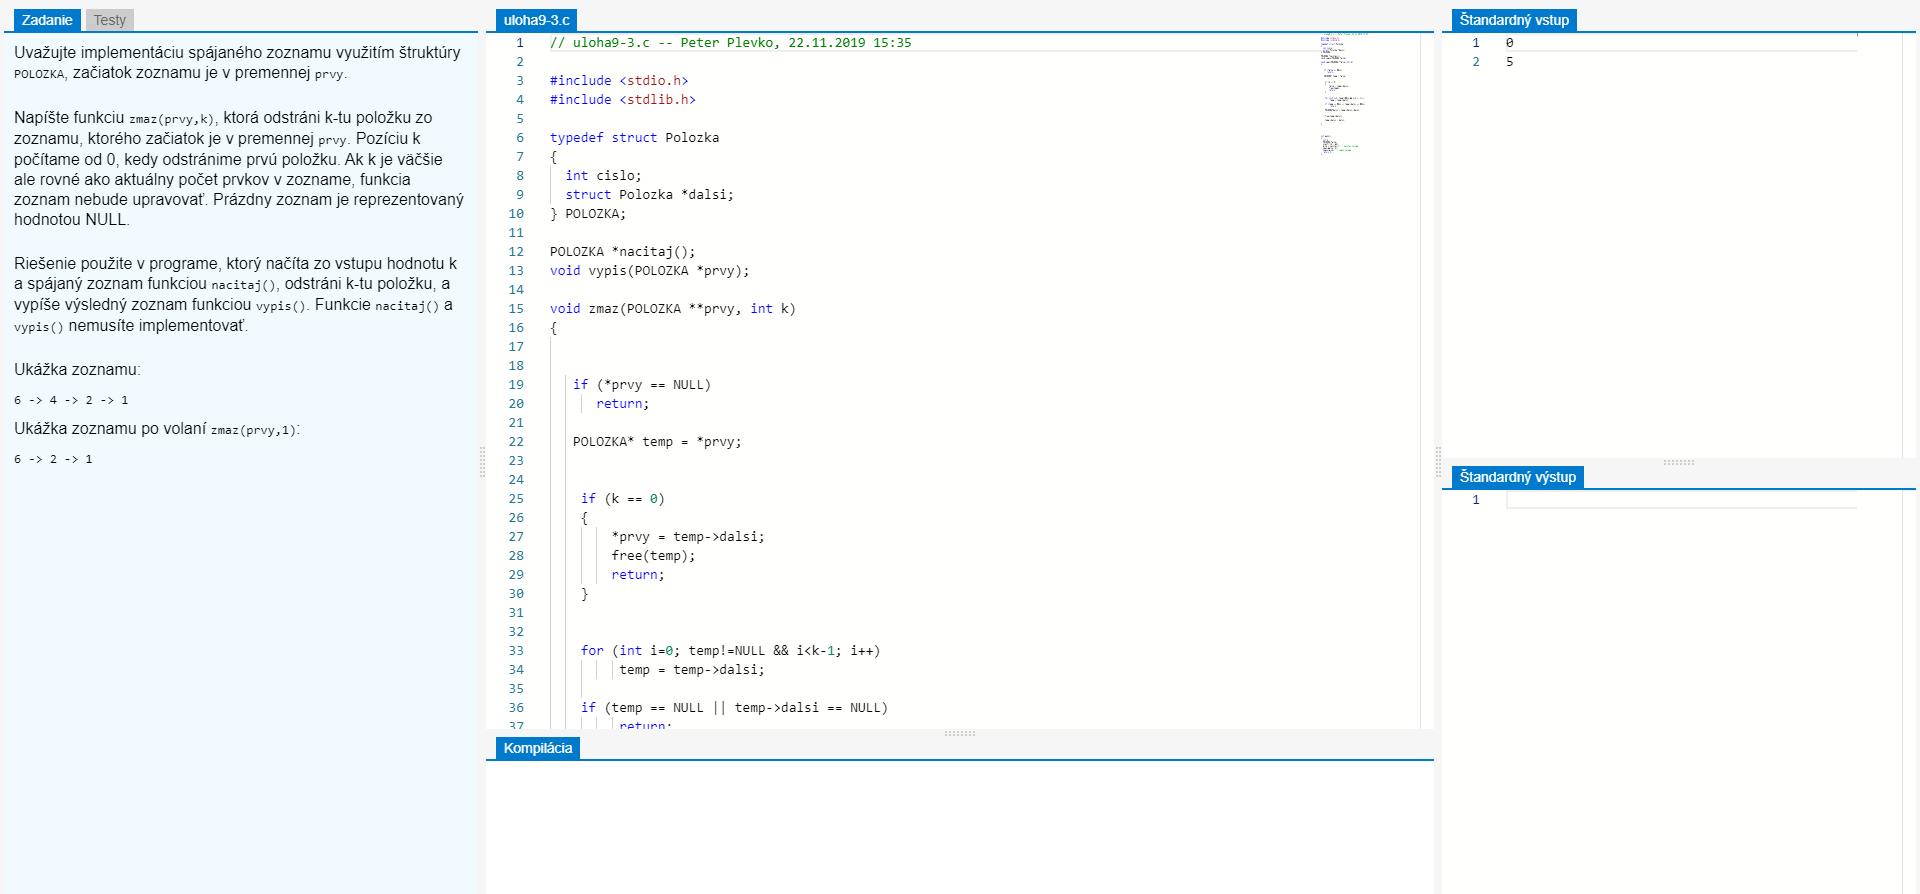 Zadanie
Testy
Uvažujte implementáciu spájaného zoznamu využitím štruktúry
POLOZKA, začiatok zoznamu je v premennej prvy.
Napíšte funkciu zmaz(prvy,k), ktorá odstráni k-tu položku zo
zoznamu, ktorého začiatok je v premennej prvy. Pozíciu k
počítame od 0, kedy odstránime prvú položku. Ak k je väčšie
ale rovné ako aktuálny počet prvkov v zozname, funkcia
zoznam nebude upravovať. Prázdny zoznam je reprezentovaný
hodnotou NULL.
Riešenie použite v programe, ktorý načíta zo vstupu hodnotu k
a spájaný zoznam funkciou nacitaj(), odstráni k-tu položku, a
vypíše výsledný zoznam funkciou vypis(). Funkcie nacitaj() a
vypis() nemusíte implementovať.
Ukážka zoznamu:
6 -> 4 -> 2 -> 1
Ukážka zoznamu po volaní zmaz(prvy,1):
6 -> 2 -> 1
uloha9-3.c
1 // uloha9-3.c -- Peter Plevko, 22.11.2019 15:35
2
3 #include <stdio.h>
4 #include <stdlib.h>
5
6 typedef struct Polozka
7 {
8 int cislo;
9 struct Polozka *dalsi;
10 } POLOZKA;
11
12 POLOZKA *nacitaj();
13 void vypis(POLOZKA *prvy);
14
15 void zmaz(POLOZKA **prvy, int k)
16 {
17
18
19 if (*prvy == NULL)
20 return;
21
22 POLOZKA* temp = *prvy;
23
24
25 if (k == 0)
26 {
27 *prvy = temp->dalsi;
28 free(temp);
29 return;
30 }
31
32
33 for (int i=0; temp!=NULL && i<k-1; i++)
34 temp = temp->dalsi;
35
36 if (temp == NULL || temp->dalsi == NULL)
37 return;
Kompilácia
Štandardný vstup
1 0
2 5
Štandardný výstup
1